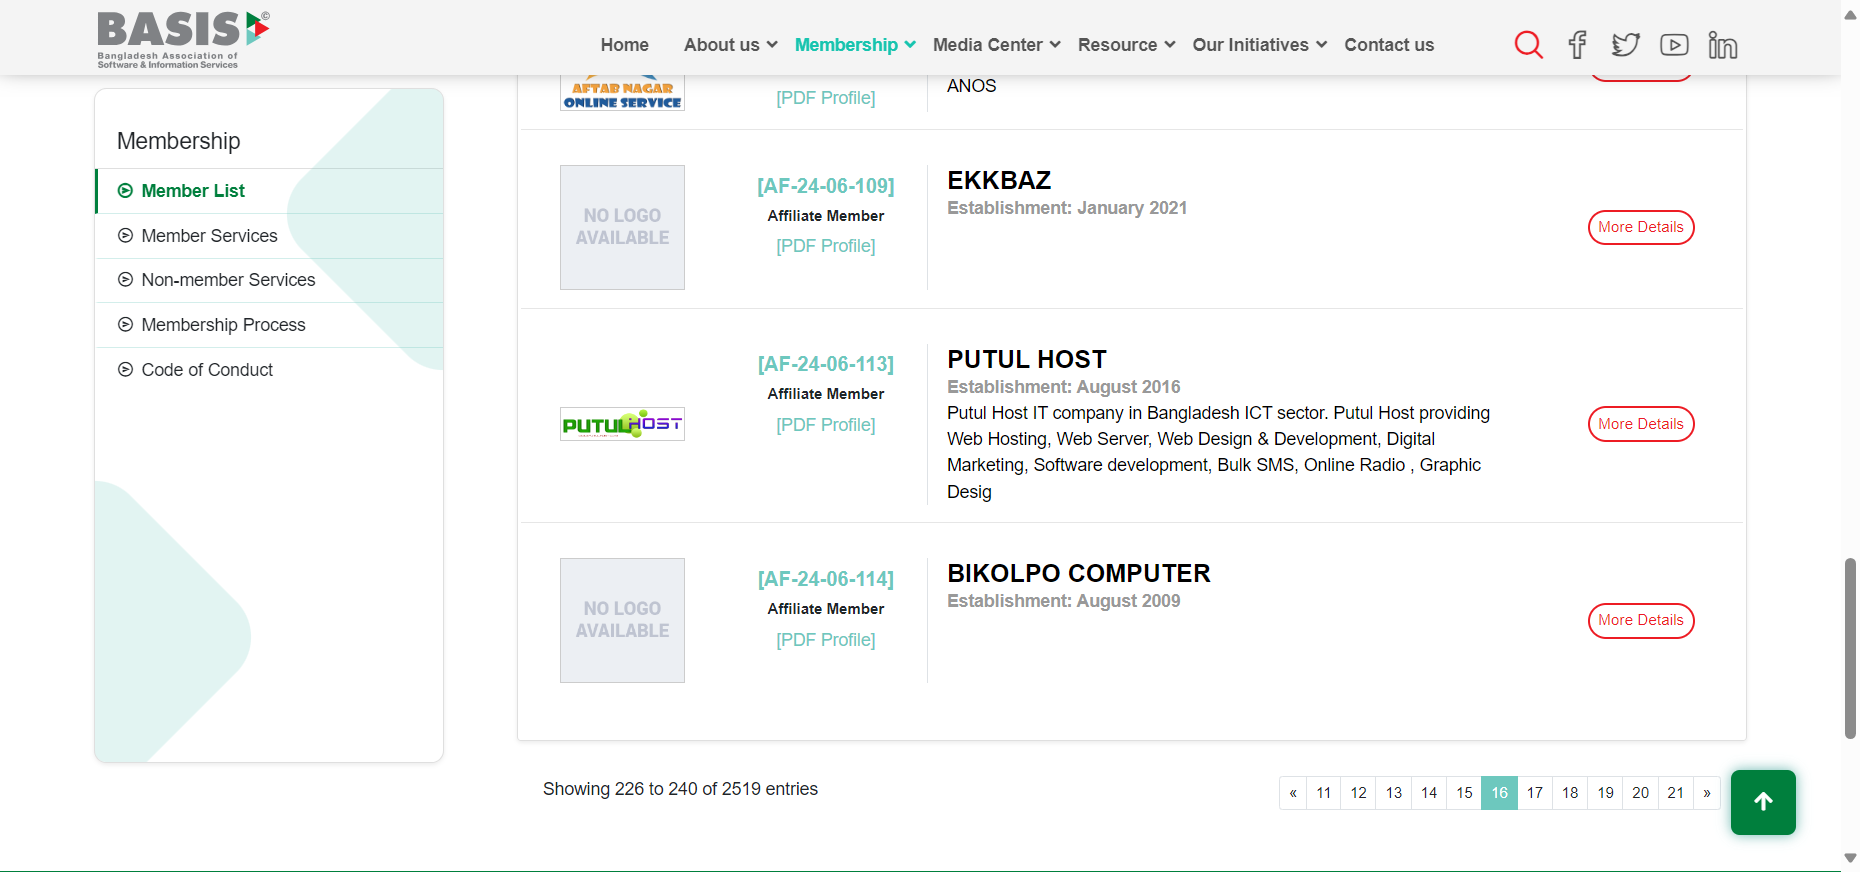 BASIS ©
Bangladesh Association of
Software & Information Services
Home About us Membership Media Center Resource Our Initiatives Contact us
Membership
Member List
Member Services
Non-member Services
Membership Process
Code of Conduct
AFTAB NAGAR
ONLINE SERVICE
[PDF Profile]
ANOS
NO LOGO
AVAILABLE
[AF-24-06-109]
Affiliate Member
[PDF Profile]
EKKBAZ
Establishment: January 2021
More Details
PUTUL HOST
[AF-24-06-113]
Affiliate Member
[PDF Profile]
PUTUL HOST
Establishment: August 2016
Putul Host IT company in Bangladesh ICT sector. Putul Host providing
Web Hosting, Web Server, Web Design & Development, Digital
Marketing, Software development, Bulk SMS, Online Radio , Graphic
Desig
More Details
NO LOGO
AVAILABLE
[AF-24-06-114]
Affiliate Member
[PDF Profile]
BIKOLPO COMPUTER
Establishment: August 2009
More Details
Showing 226 to 240 of 2519 entries
« 11 12 13 14 15 16 17 18 19 20 21 »